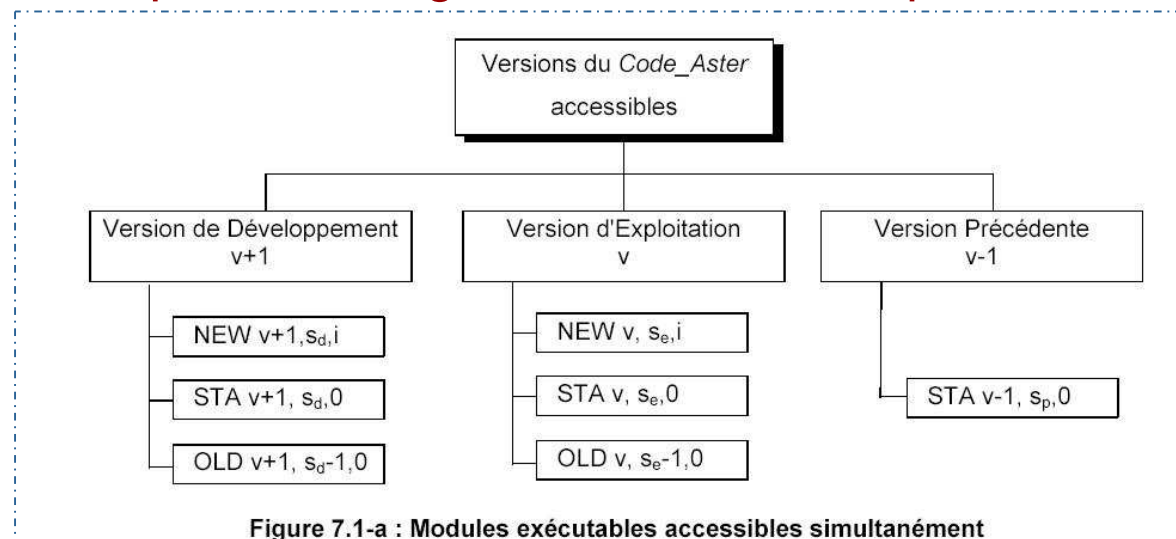 Versions du Code_Aster
accessibles
Version de Développement
v+1
Version d'Exploitation
v
Version Précédente
v-1
NEW v+1,sd,i
STA v+1, sd,0
OLD v+1, sd-1,0
NEW v, se,i
STA v, se,0
OLD v, se-1,0
STA v-1, sp,0
Figure 7.1-a : Modules exécutables accessibles simultanément